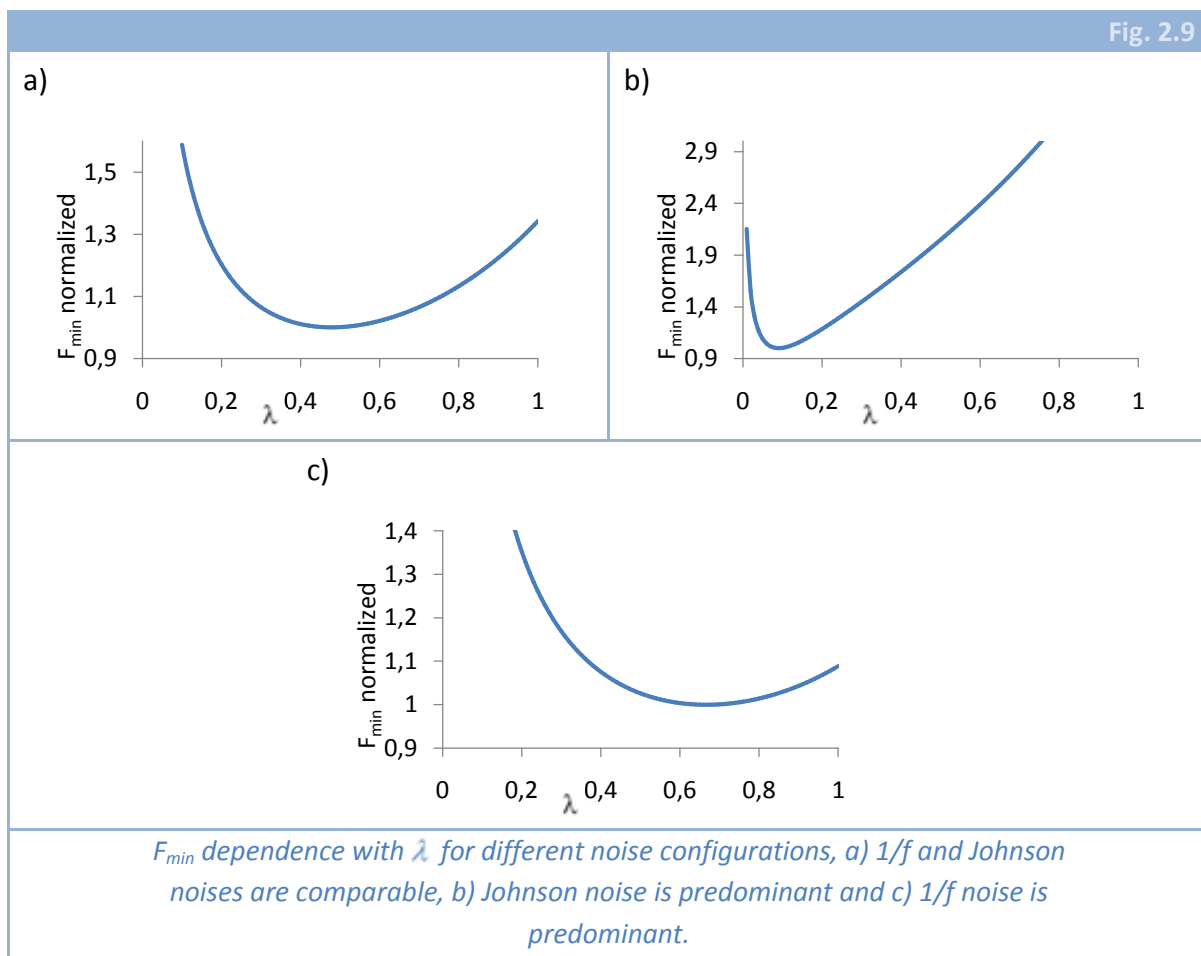 Fig. 2.9
a)
F_min normalized
1,5
1,3
1,1
0,9
0 0,2 0,4 0,6 0,8 1
λ
b)
F_min normalized
2,9
2,4
1,9
1,4
0,9
0 0,2 0,4 0,6 0,8 1
λ
c)
F_min normalized
1,4
1,3
1,2
1,1
1
0,9
0 0,2 0,4 0,6 0,8 1
λ
F_min dependence with λ for different noise configurations, a) 1/f and Johnson
noises are comparable, b) Johnson noise is predominant and c) 1/f noise is
predominant.